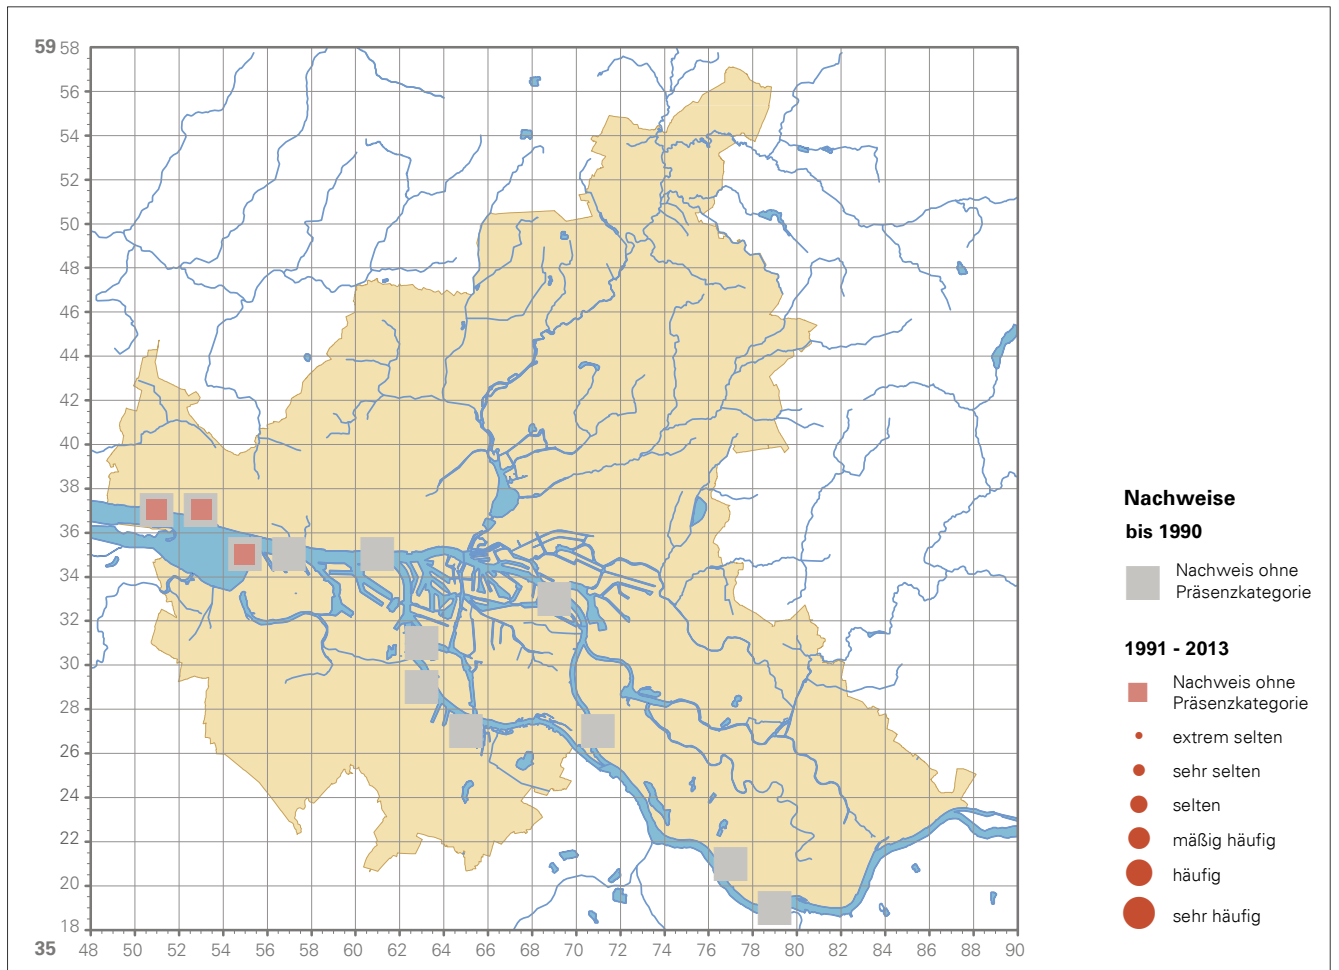 59 58
56
54
52
50
48
46
44
42
40
38
36
34
32
30
28
26
24
22
20
18
35
48 50 52 54 56 58 60 62 64 66 68 70 72 74 76 78 80 82 84 86 88 90
Nachweise
bis 1990
Nachweis ohne
Präsenzkategorie
1991 - 2013
Nachweis ohne
Präsenzkategorie
extrem selten
sehr selten
selten
mäßig häufig
häufig
sehr häufig